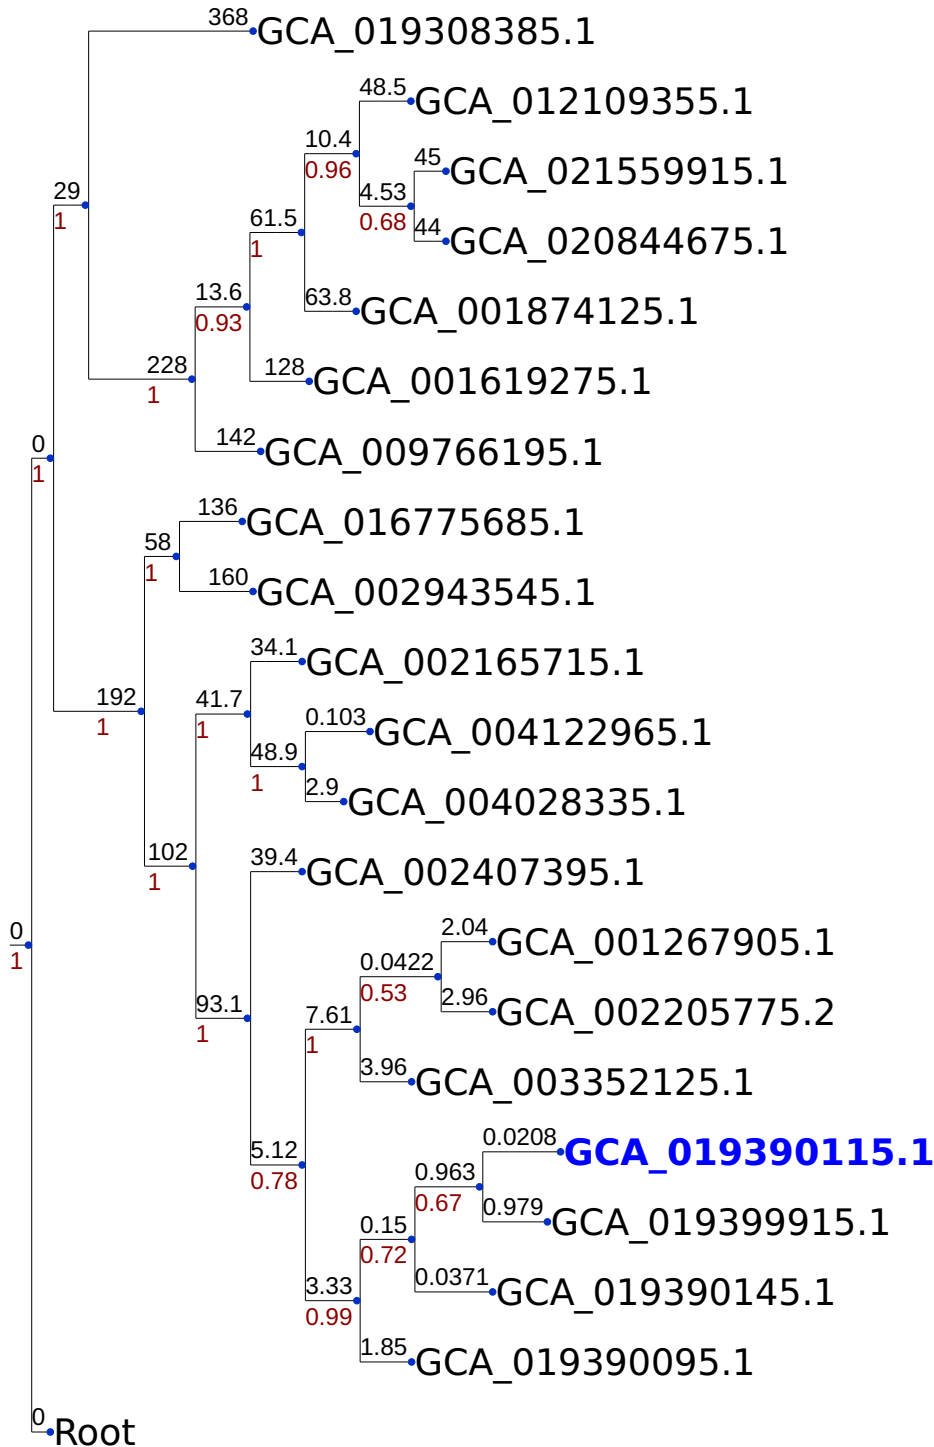 368 GCA_019308385.1
48.5 GCA_012109355.1
10.4
0.96
45 GCA_021559915.1
29
1
4.53
0.68
61.5
1
44 GCA_020844675.1
13.6
0.93
63.8 GCA_001874125.1
228
1
128 GCA_001619275.1
0
1
142 GCA_009766195.1
136 GCA_016775685.1
58
1
160 GCA_002943545.1
34.1 GCA_002165715.1
192
1
41.7
1
0.103 GCA_004122965.1
48.9
1
2.9 GCA_004028335.1
102
1
39.4 GCA_002407395.1
0
1
2.04 GCA_001267905.1
0.0422
0.53
93.1
1
2.96 GCA_002205775.2
7.61
1
3.96 GCA_003352125.1
0.0208 GCA_019390115.1
5.12
0.78
0.963
0.67
0.979 GCA_019399915.1
0.15
0.72
3.33
0.99
0.0371 GCA_019390145.1
1.85 GCA_019390095.1
0 Root